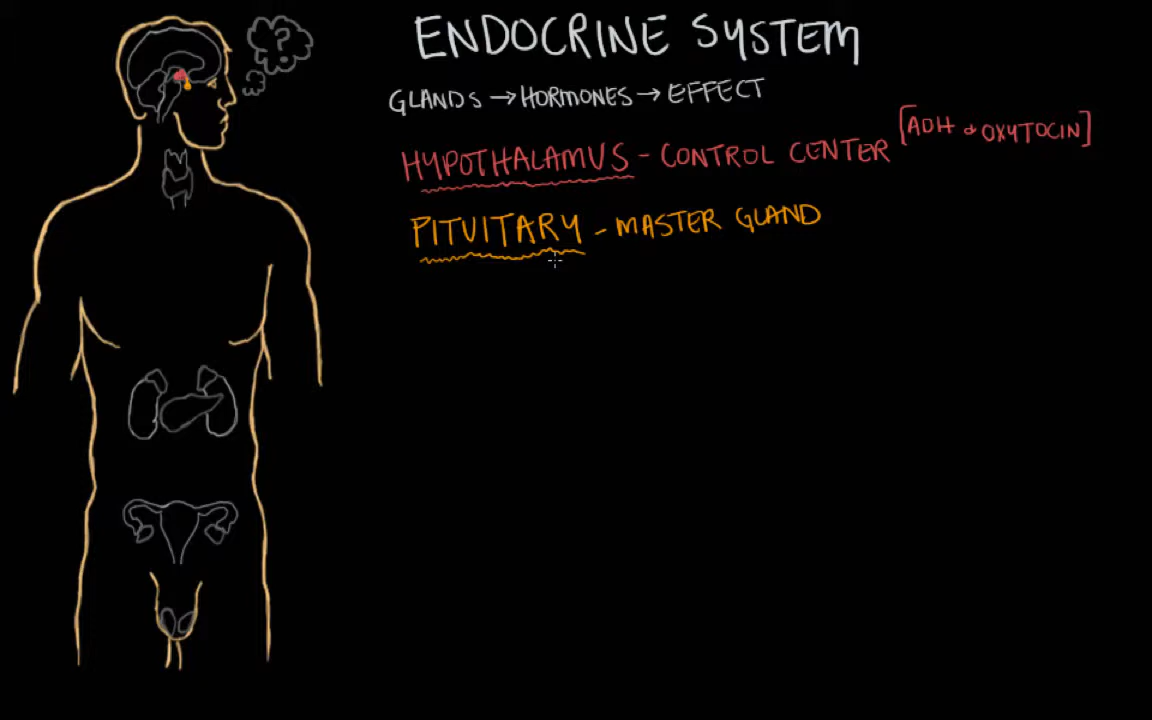 ?
ENDOCRINE SYSTEM
GLANDS → HORMONES → EFFECT
HYPOTHALAMUS - CONTROL CENTER [ADH & OXYTOCIN]
PITUITARY - MASTER GLAND